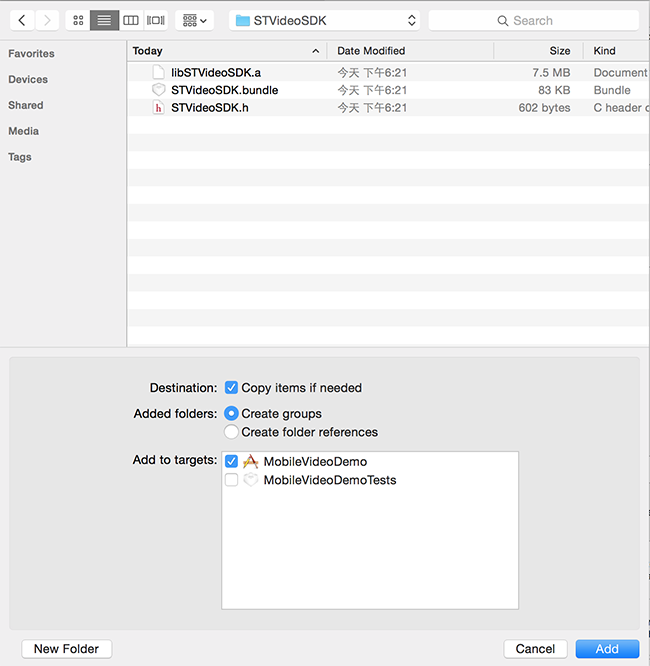 STVideoSDK
Search
Favorites
Devices
Shared
Media
Tags
Today Date Modified Size Kind
libSTVideoSDK.a 今天 下午6:21 7.5 MB Document
STVideoSDK.bundle 今天 下午6:21 83 KB Bundle
h STVideoSDK.h 今天 下午6:21 602 bytes C header
Destination: Copy items if needed
Added folders: Create groups
Create folder references
Add to targets: MobileVideoDemo
MobileVideoDemoTests
New Folder Cancel Add